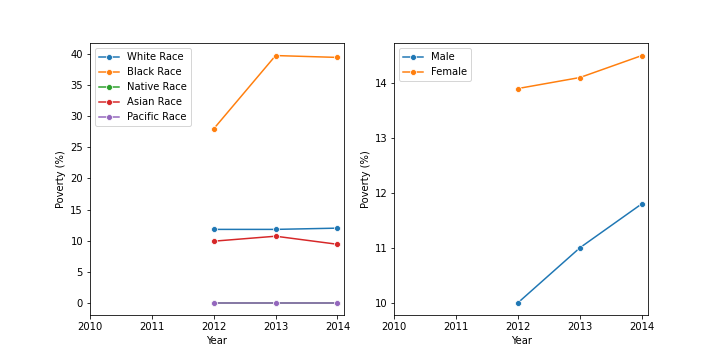 40
35
30
25
20
15
10
5
0
Poverty (%)
White Race
Black Race
Native Race
Asian Race
Pacific Race
2010 2011 2012 2013 2014
Year
14
13
12
11
10
Poverty (%)
Male
Female
2010 2011 2012 2013 2014
Year